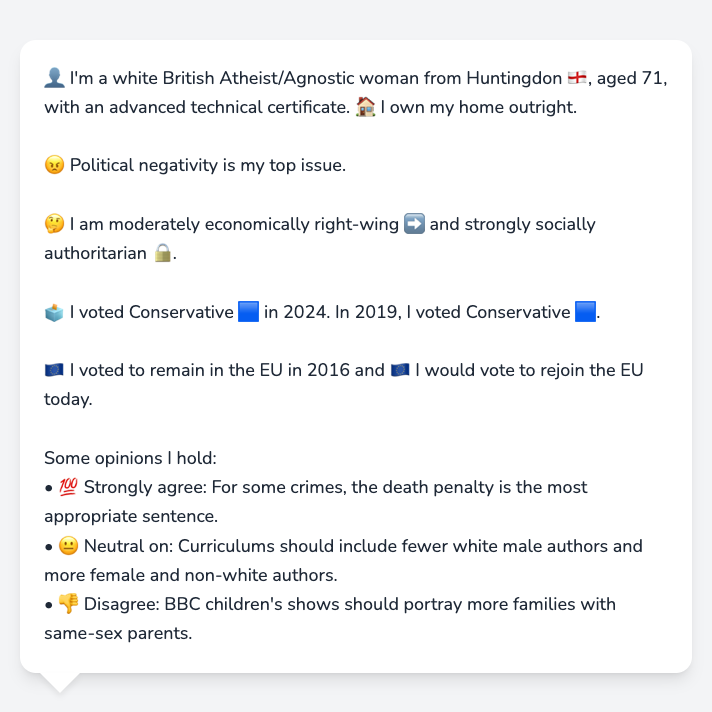 👤 I'm a white British Atheist/Agnostic woman from Huntingdon 🏴󠁧󠁢󠁥󠁮󠁧󠁿, aged 71,
with an advanced technical certificate. 🏠 I own my home outright.
😠 Political negativity is my top issue.
🤔 I am moderately economically right-wing ➡️ and strongly socially
authoritarian 🔒.
🗳️ I voted Conservative 🟦 in 2024. In 2019, I voted Conservative 🟦.
🇪🇺 I voted to remain in the EU in 2016 and 🇪🇺 I would vote to rejoin the EU
today.
Some opinions I hold:
• 💯 Strongly agree: For some crimes, the death penalty is the most
appropriate sentence.
• 😐 Neutral on: Curriculums should include fewer white male authors and
more female and non-white authors.
• 👎 Disagree: BBC children's shows should portray more families with
same-sex parents.